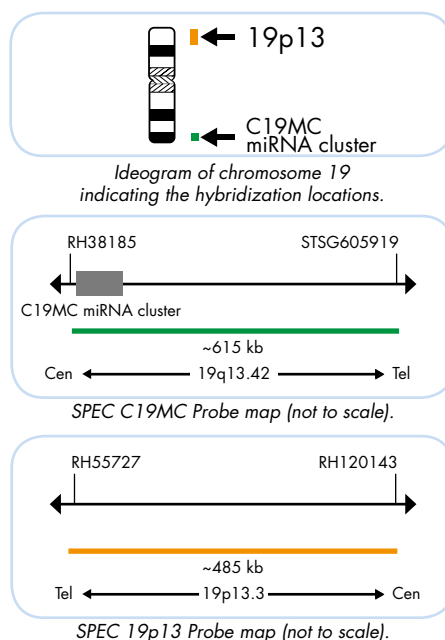 19p13
C19MC
miRNA cluster
Ideogram of chromosome 19
indicating the hybridization locations.
RH38185 STSG605919
C19MC miRNA cluster
~615 kb
Cen 19q13.42 Tel
SPEC C19MC Probe map (not to scale).
RH55727 RH120143
~485 kb
Tel 19p13.3 Cen
SPEC 19p13 Probe map (not to scale).